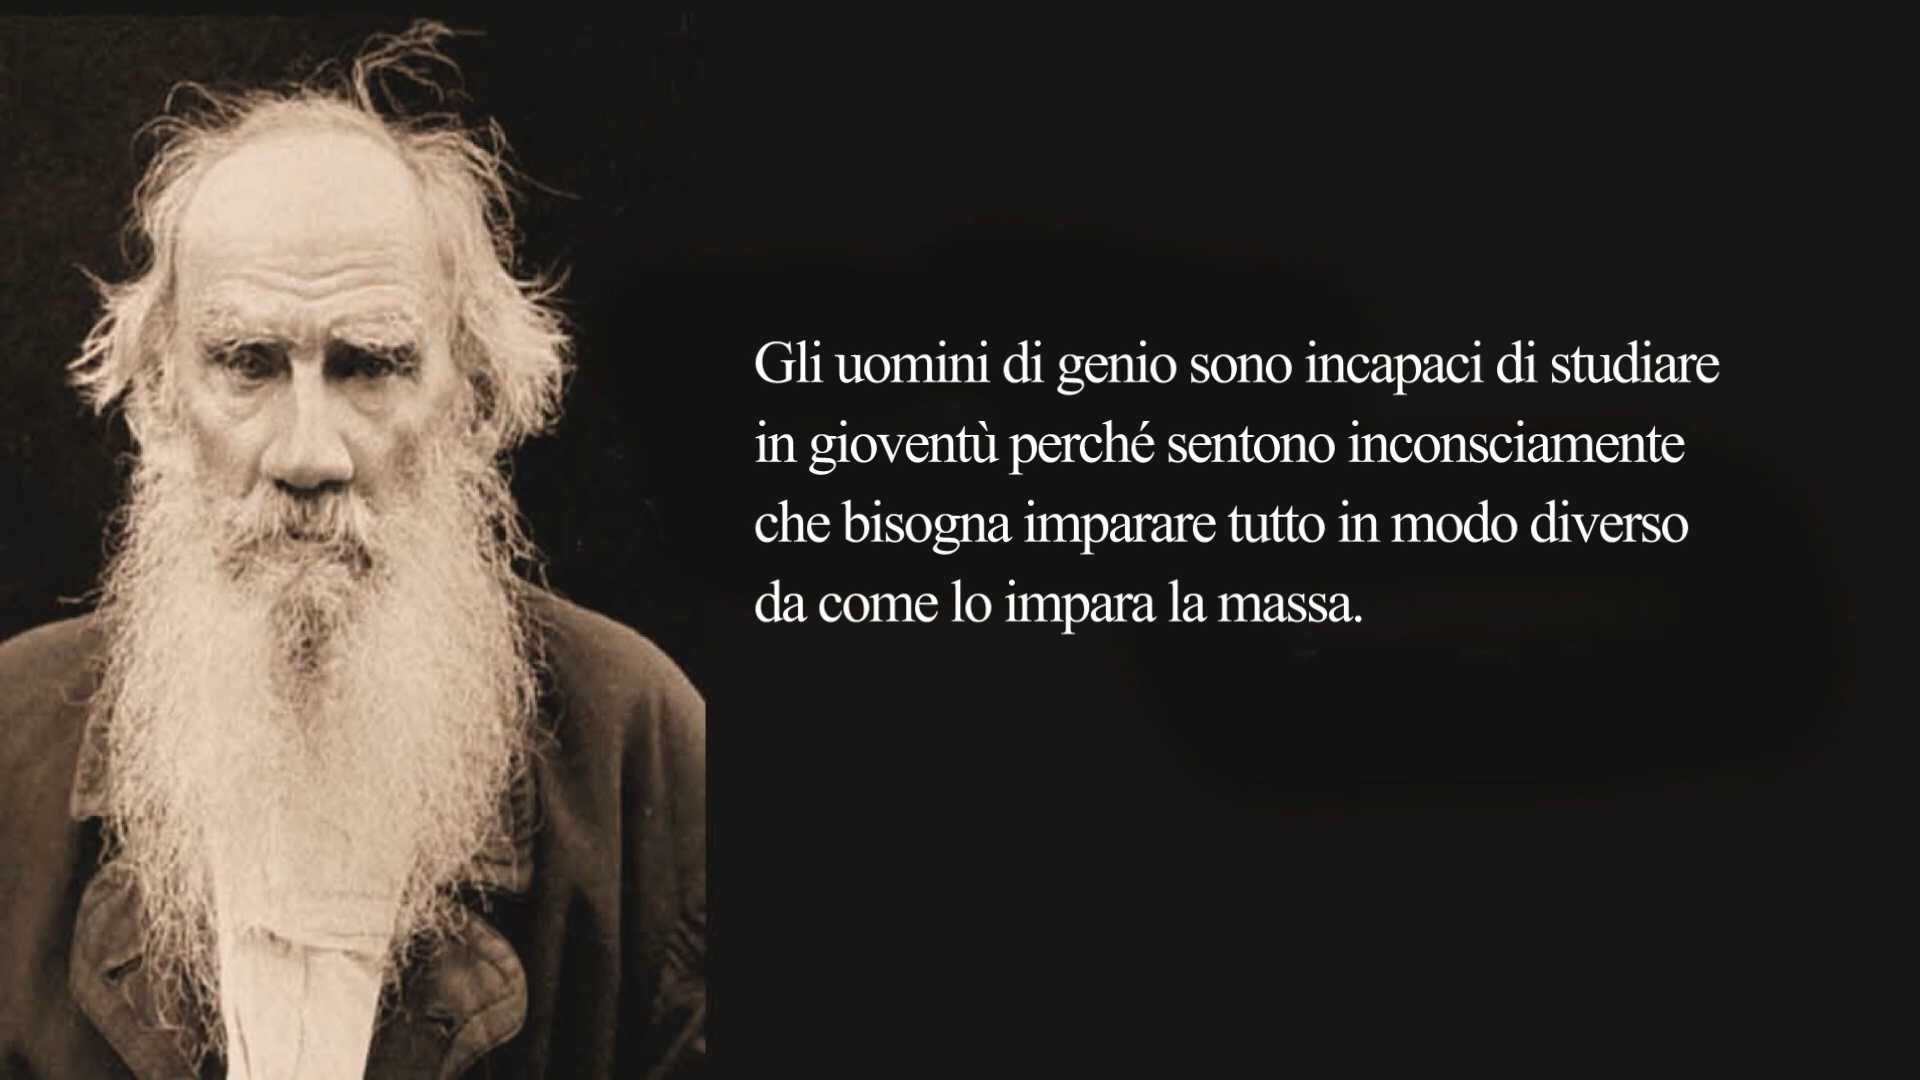 Gli uomini di genio sono incapaci di studiare
in gioventù perché sentono inconsciamente
che bisogna imparare tutto in modo diverso
da come lo impara la massa.